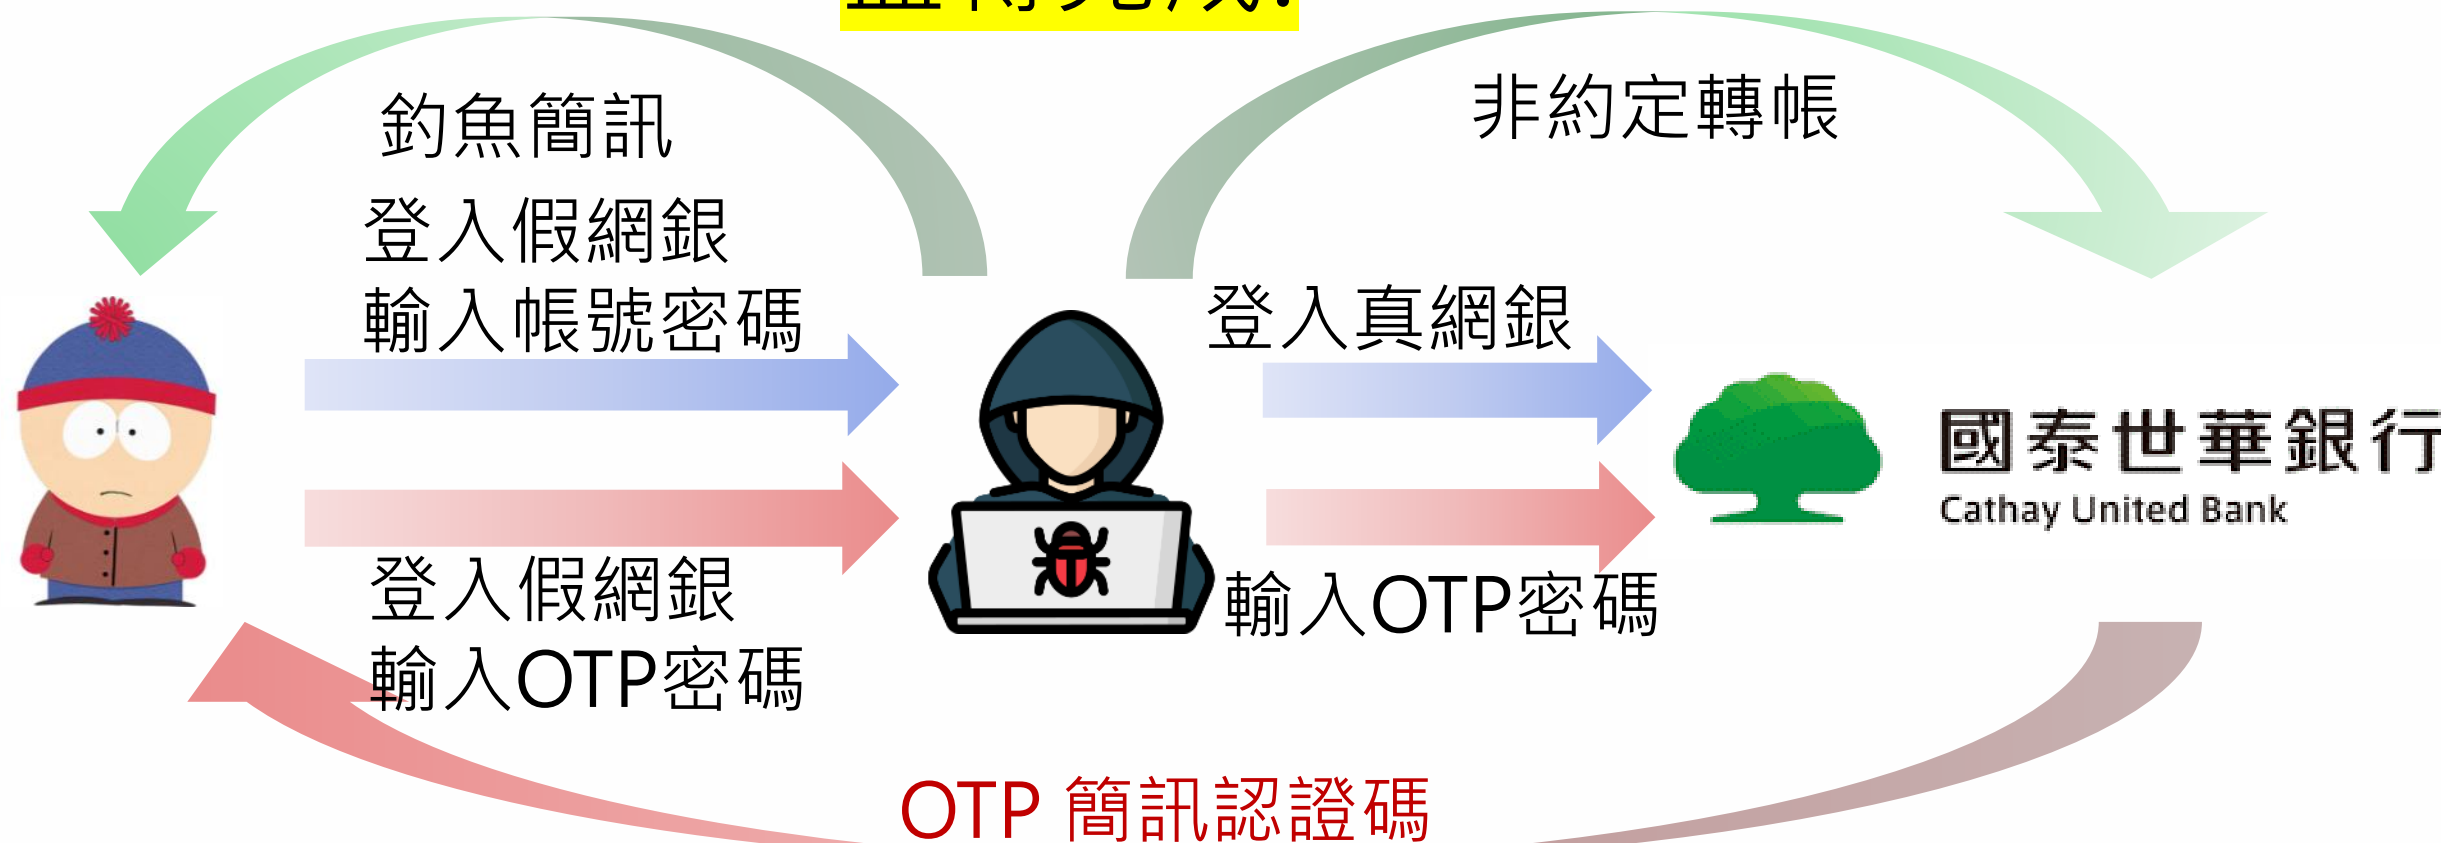 釣魚簡訊
登入假網銀
輸入帳號密碼
非約定轉帳
登入真網銀
國泰世華銀行
Cathay United Bank
登入假網銀
輸入OTP密碼
輸入OTP密碼
OTP 簡訊認證碼